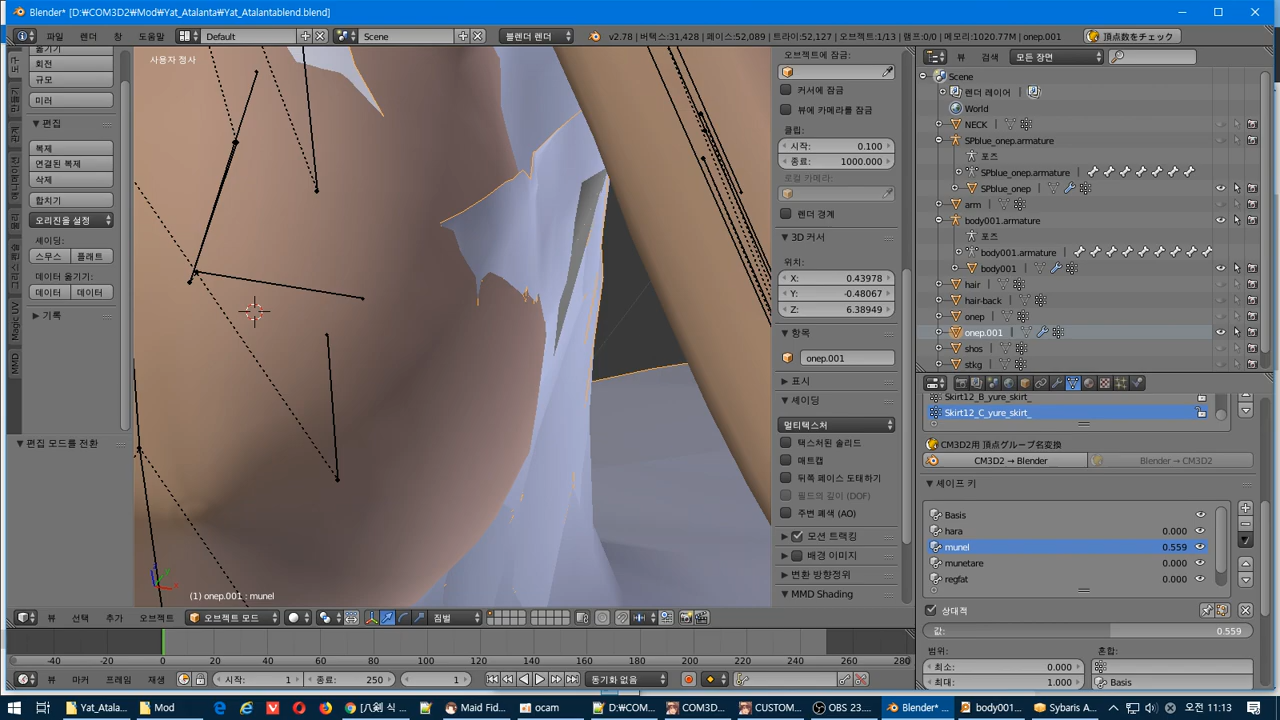 Blender* [D:₩COM3D2₩Mod₩Yat_Atalanta₩Yat_Atalantablend.blend]
파일
렌더
창
도움말
Default
Scene
블렌더 렌더
v2.78 | 버텍스:31,428 | 페이스:52,089 | 트라이:52,127 | 오브젝트:1/13 | 램프:0/0 | 메모리:1020.77M | onep.001
頂点数をチェック
옮기기
회전
규모
미러
편집
복제
연결된 복제
삭제
합치기
오리진을 설정
셰이딩:
스무스
플래트
데이터 옮기기:
데이터
데이터
기록
편집 모드를 전환
Magic UV
MMD
사용자 정사
(1) onep.001 : munel
오브젝트에 잠금:
커서에 잠금
뷰에 카메라를 잠금
클립:
시작: 0.100
종료: 1000.000
로컬 카메라:
렌더 경계
3D 커서
위치:
X: 0.43978
Y: -0.48067
Z: 6.38949
항목
onep.001
표시
셰이딩
멀티텍스처
텍스처된 솔리드
매트캡
뒤쪽 페이스 도태하기
필드의 깊이 (DOF)
주변 폐색 (AO)
모션 트랙킹
배경 이미지
변환 방향정위
MMD Shading
뷰
검색
모든 장면
Scene
렌더 레이어
World
NECK
SPblue_onep.armature
포즈
SPblue_onep.armature
SPblue_onep
arm
body001.armature
포즈
body001.armature
body001
hair
hair-back
onep
onep.001
shos
stkg
Skirt12_B_yure_skirt_
Skirt12_C_yure_skirt_
CM3D2用 頂点グループ名変換
CM3D2 → Blender
Blender → CM3D2
셰이프 키
Basis
hara 0.000
munel 0.559
munetare 0.000
regfat 0.000
상대적
값: 0.559
범위:
혼합:
최소: 0.000
최대: 1.000
Basis
뷰
선택
추가
오브젝트
오브젝트 모드
글로벌
-40 -20 0 20 40 60 80 100 120 140 160 180 200 220 240 260 280
뷰
마커
프레임
재생
시작: 1
종료: 250
1
동기화 없음
Yat_Atala...
Mod
[八剣 식 ...
Maid Fid...
ocam
D:₩COM...
COM3D...
CUSTOM...
OBS 23....
Blender*...
body001...
Sybaris A...
오전 11:13